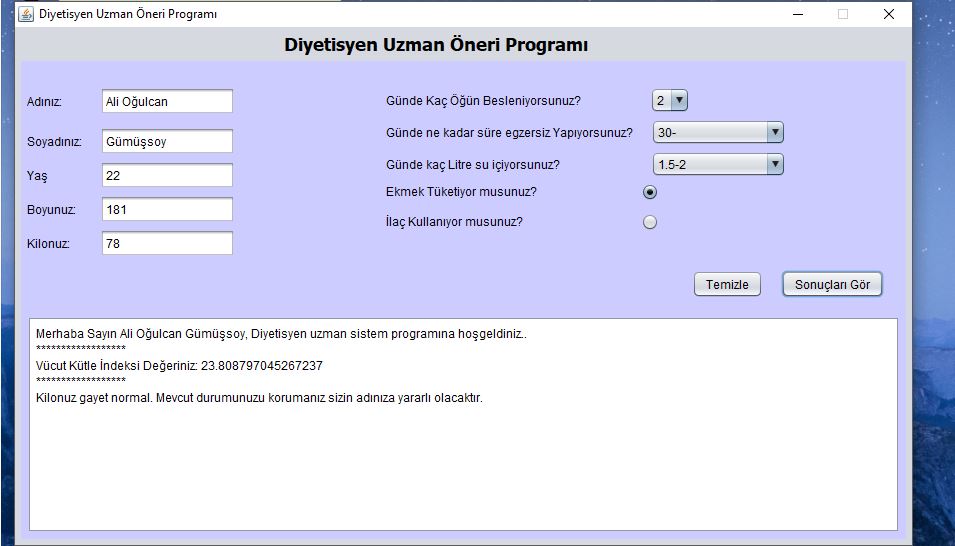 Diyetisyen Uzman Öneri Programı
Diyetisyen Uzman Öneri Programı
Adınız:
Ali Oğulcan
Soyadınız:
Gümüşsoy
Yaş
22
Boyunuz:
181
Kilonuz:
78
Günde Kaç Öğün Besleniyorsunuz?
2
Günde ne kadar süre egzersiz Yapıyorsunuz?
30-
Günde kaç Litre su içiyorsunuz?
1.5-2
Ekmek Tüketiyor musunuz?
İlaç Kullanıyor musunuz?
Temizle
Sonuçları Gör
Merhaba Sayın Ali Oğulcan Gümüşsoy, Diyetisyen uzman sistem programına hoşgeldiniz..
******************
Vücut Kütle İndeksi Değeriniz: 23.808797045267237
******************
Kilonuz gayet normal. Mevcut durumunuzu korumanız sizin adınıza yararlı olacaktır.